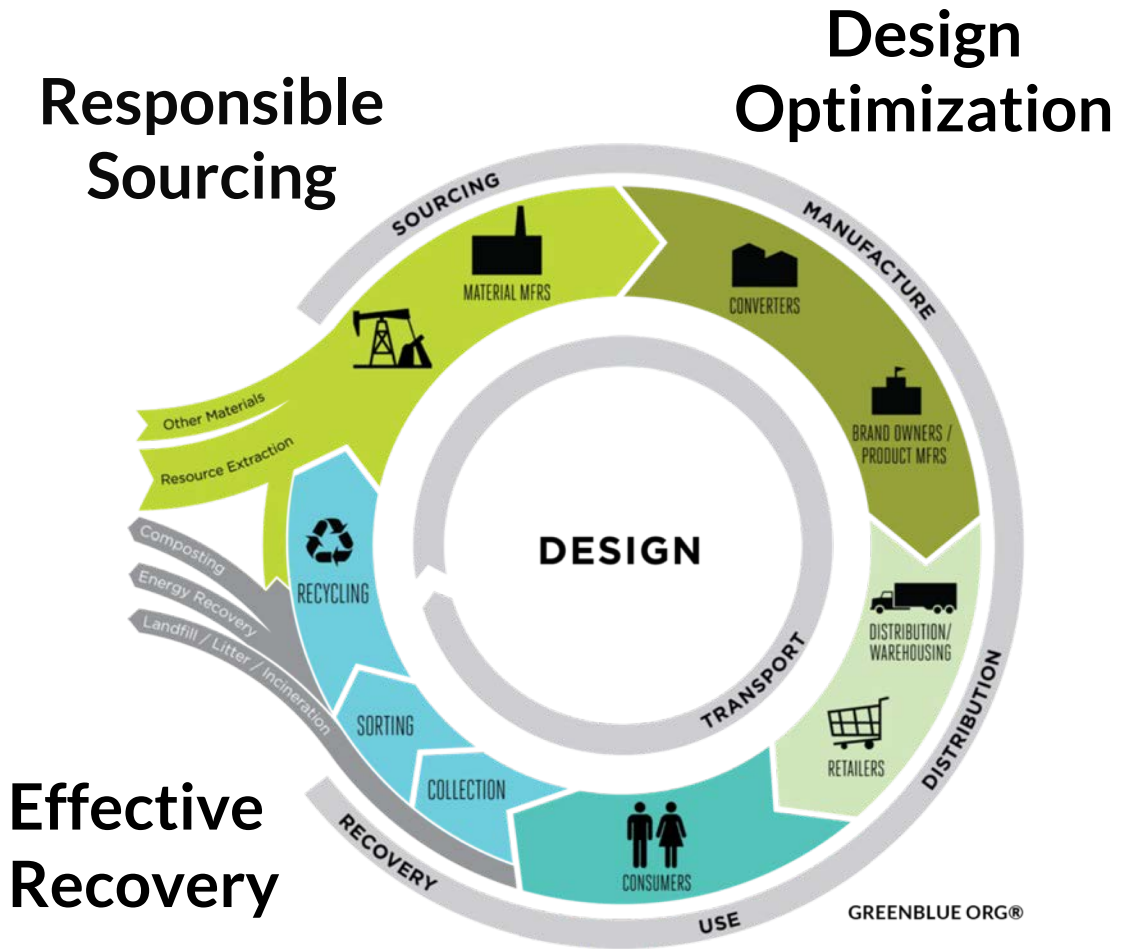 Design
Optimization
Responsible
Sourcing
SOURCING
MANUFACTURE
MATERIAL MFRS
CONVERTERS
BRAND OWNERS /
PRODUCT MFRS
Other Materials
Resource Extraction
Composting
Energy Recovery
Landfill / Litter / Incineration
RECYCLING
DESIGN
DISTRIBUTION/
WAREHOUSING
TRANSPORT
DISTRIBUTION
RETAILERS
SORTING
COLLECTION
CONSUMERS
Effective
Recovery
RECOVERY
USE
GREENBLUE ORG®